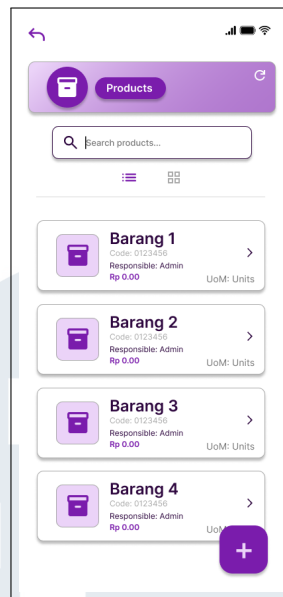 Products
Search products...
Barang 1
Code: 0123456
Responsible: Admin
Rp 0.00
UoM: Units
Barang 2
Code: 0123456
Responsible: Admin
Rp 0.00
UoM: Units
Barang 3
Code: 0123456
Responsible: Admin
Rp 0.00
UoM: Units
Barang 4
Code: 0123456
Responsible: Admin
Rp 0.00